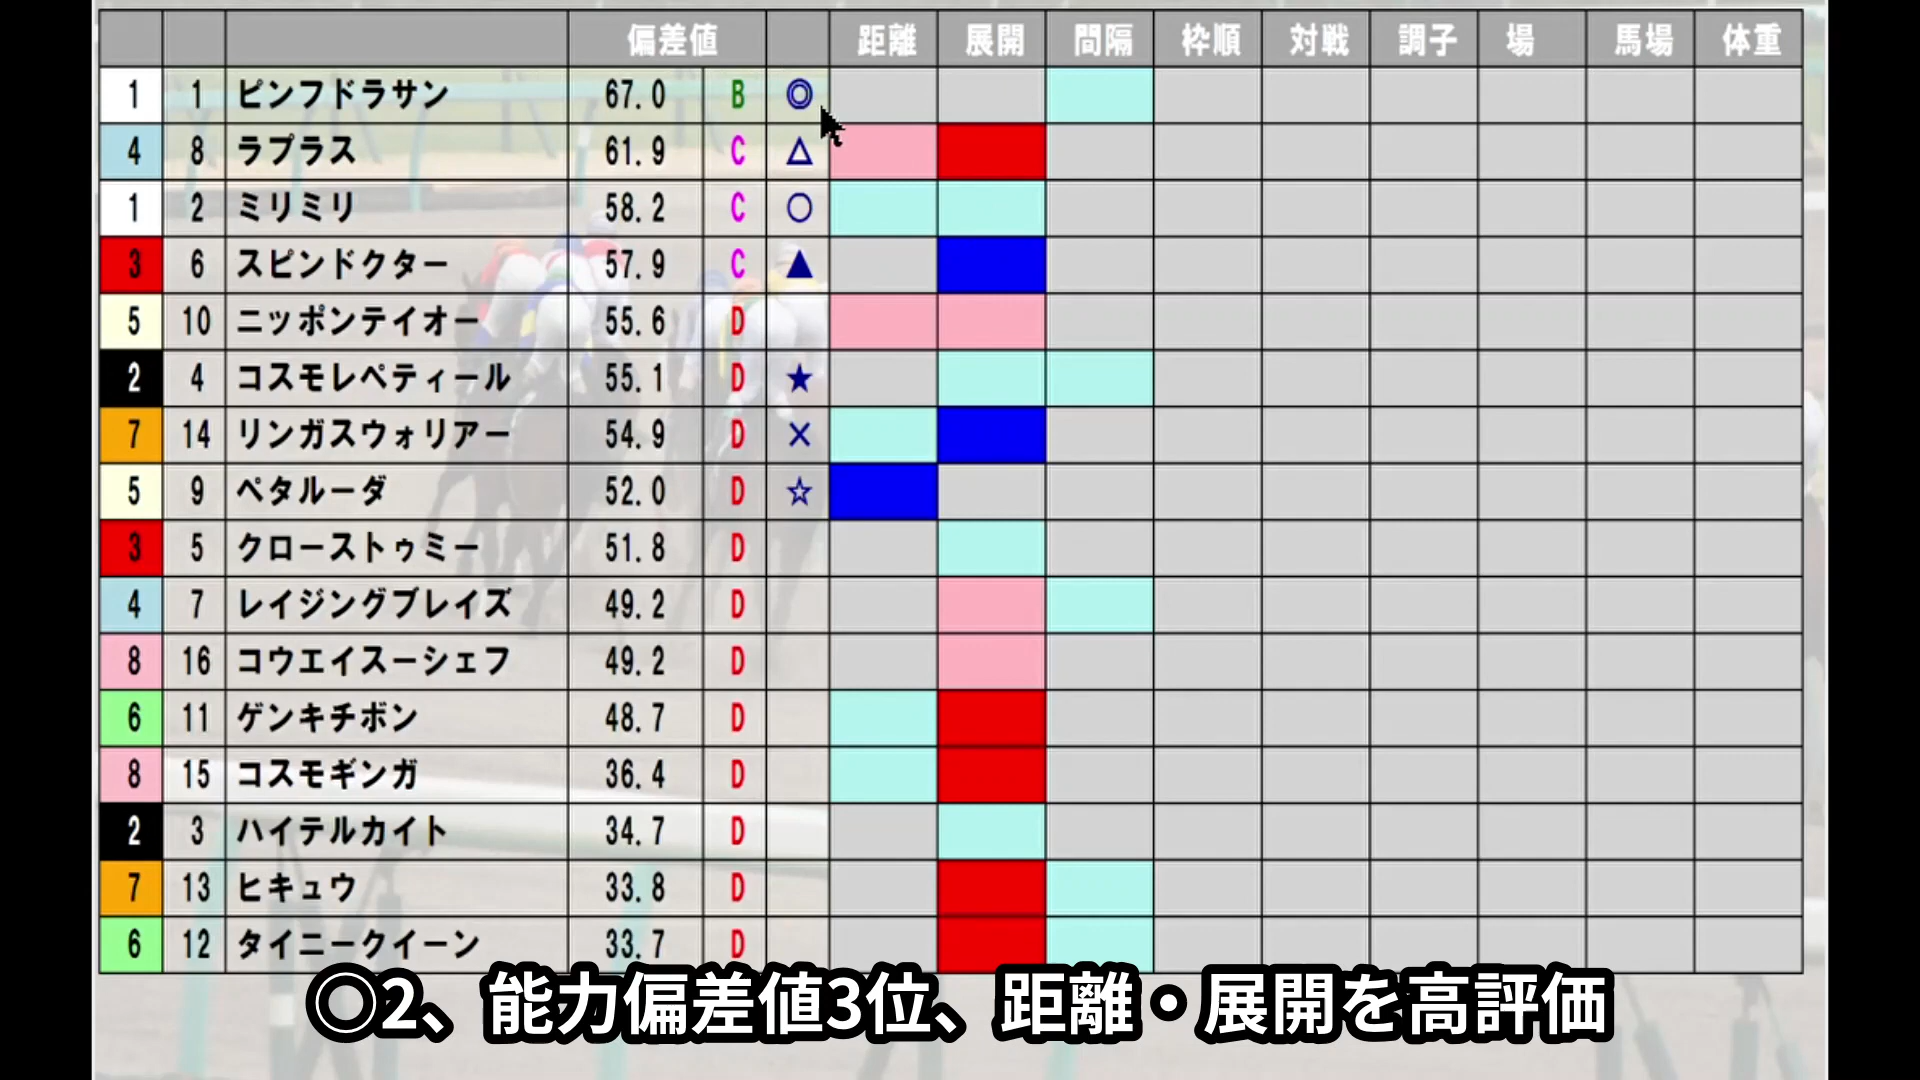 偏差値 距離 展開 間隔 枠順 対戦 調子 場 馬場 体重
1 1 ピンフドラサン 67.0 B ◎
4 8 ラプラス 61.9 C △
1 2 ミリミリ 58.2 C ○
3 6 スピンドクター 57.9 C ▲
5 10 ニッポンテイオー 55.6 D
2 4 コスモレペティール 55.1 D ★
7 14 リンガスウォリアー 54.9 D ×
5 9 ペタルーダ 52.0 D ☆
3 5 クローストゥミー 51.8 D
4 7 レイジングブレイズ 49.2 D
8 16 コウエイスーシェフ 49.2 D
6 11 ゲンキチボン 48.7 D
8 15 コスモギンガ 36.4 D
2 3 ハイテルカイト 34.7 D
7 13 ヒキュウ 33.8 D
6 12 タイニークイーン 33.7 D
○2、能力偏差値3位、距離・展開を高評価